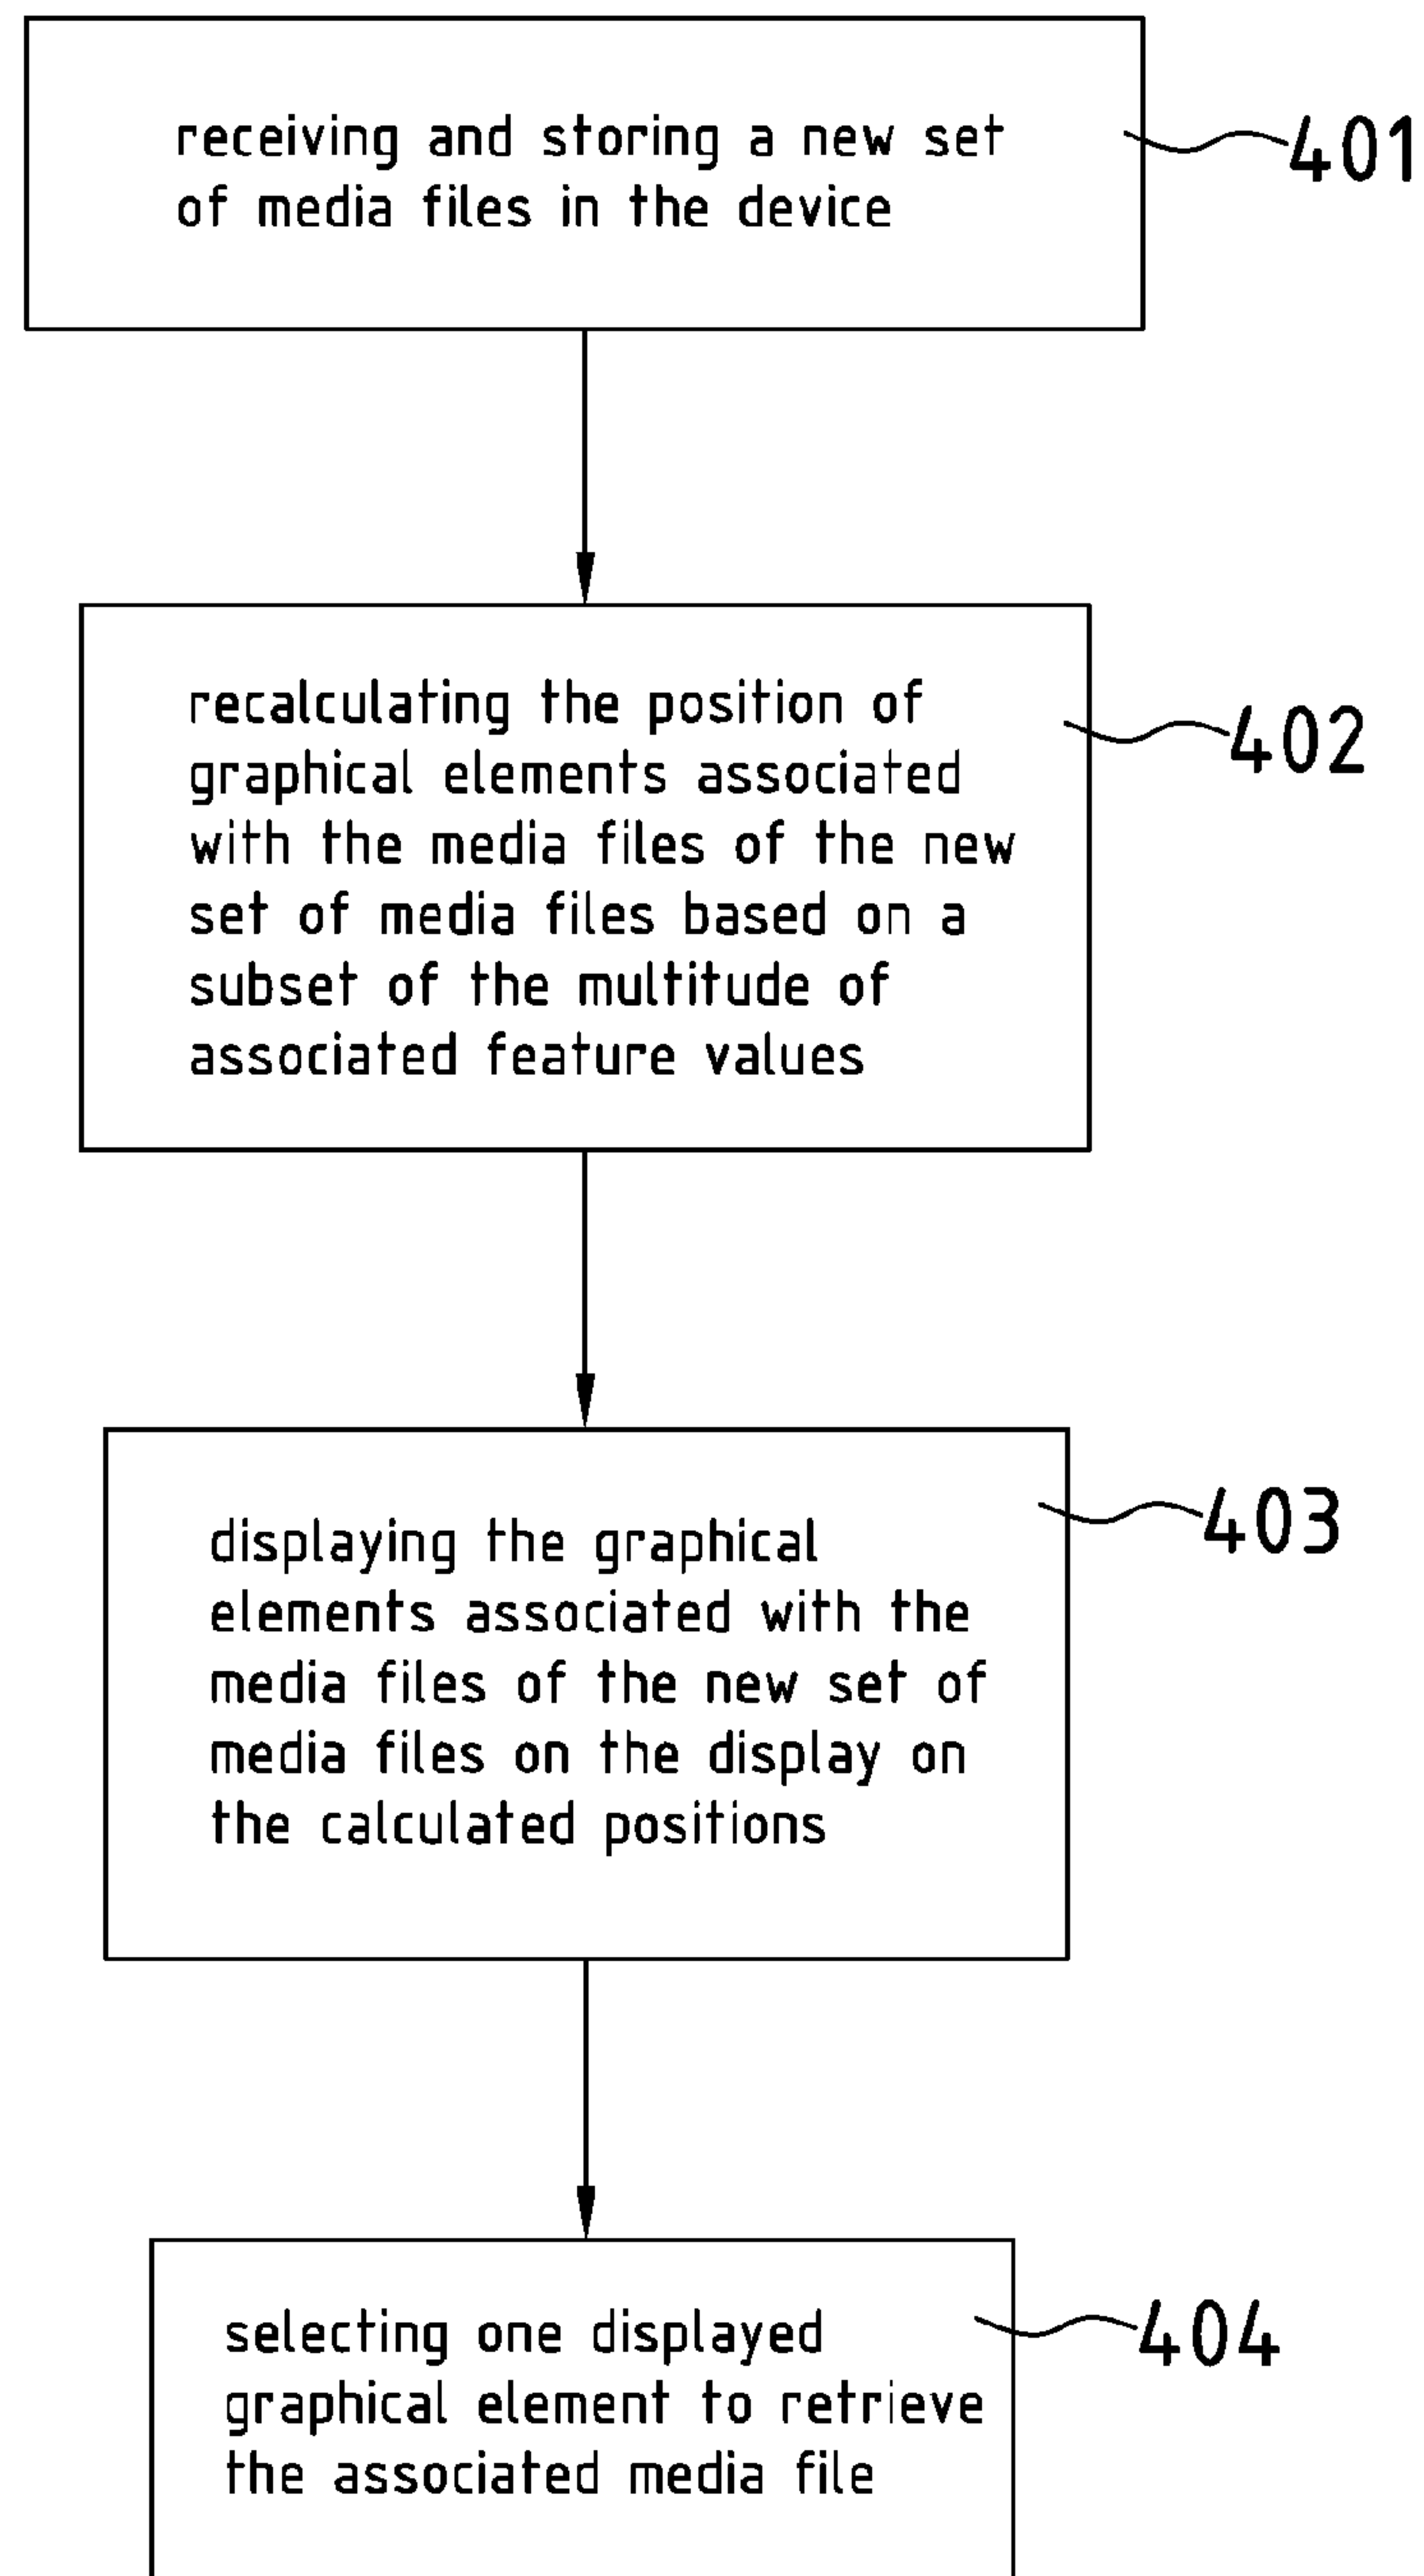 receiving and storing a new set
of media files in the device
401
recalculating the position of
graphical elements associated
with the media files of the new
set of media files based on a
subset of the multitude of
associated feature values
402
displaying the graphical
elements associated with the
media files of the new set of
media files on the display on
the calculated positions
403
selecting one displayed
graphical element to retrieve
the associated media file
404